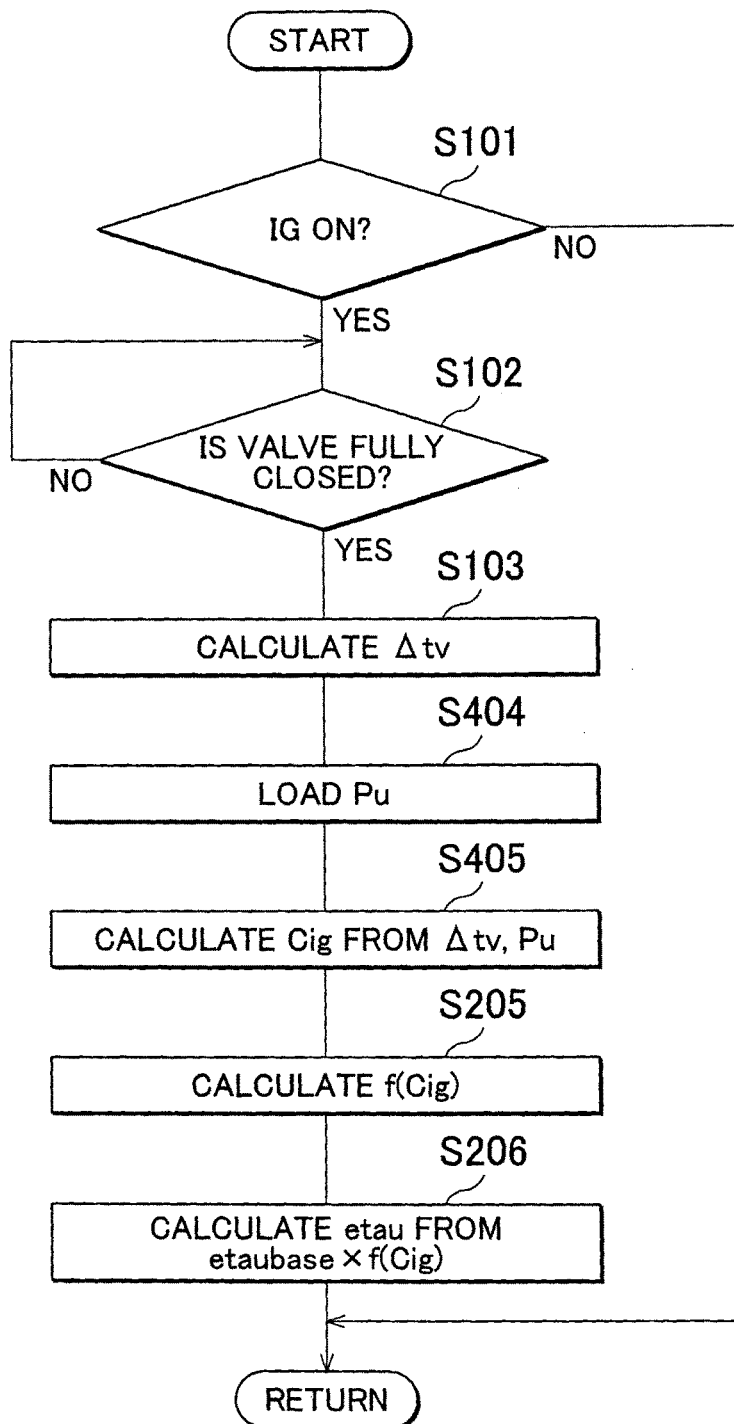 START
S101
IG ON?
NO
YES
S102
IS VALVE FULLY
CLOSED?
NO
YES
S103
CALCULATE Δtv
S404
LOAD Pu
S405
CALCULATE Cig FROM Δtv, Pu
S205
CALCULATE f(Cig)
S206
CALCULATE etau FROM
etaubase × f(Cig)
RETURN